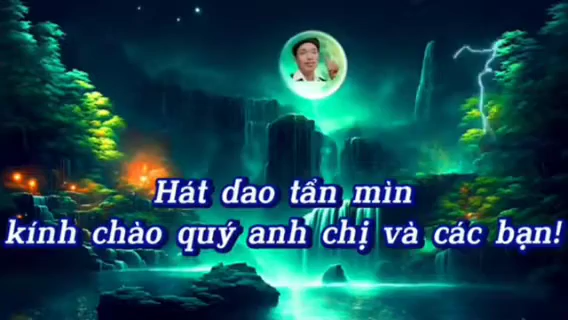 Hát dao tẩn mìn
kính chào quý anh chị và các bạn!